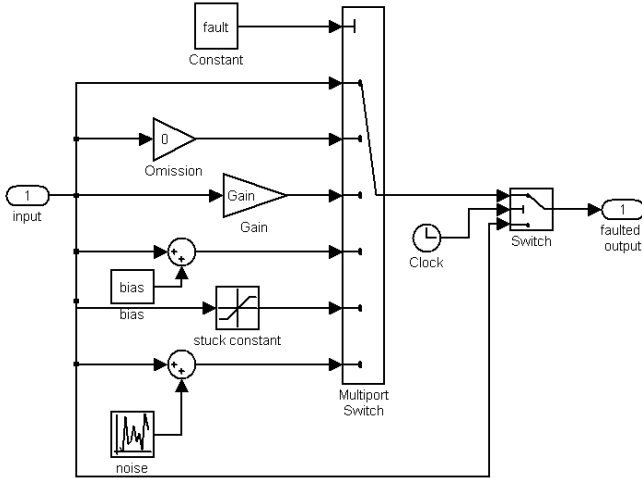 fault
Constant
0
Omission
1
input
Gain
Gain
1
faulted
output
Switch
Clock
bias
bias
stuck constant
Multiport
Switch
noise